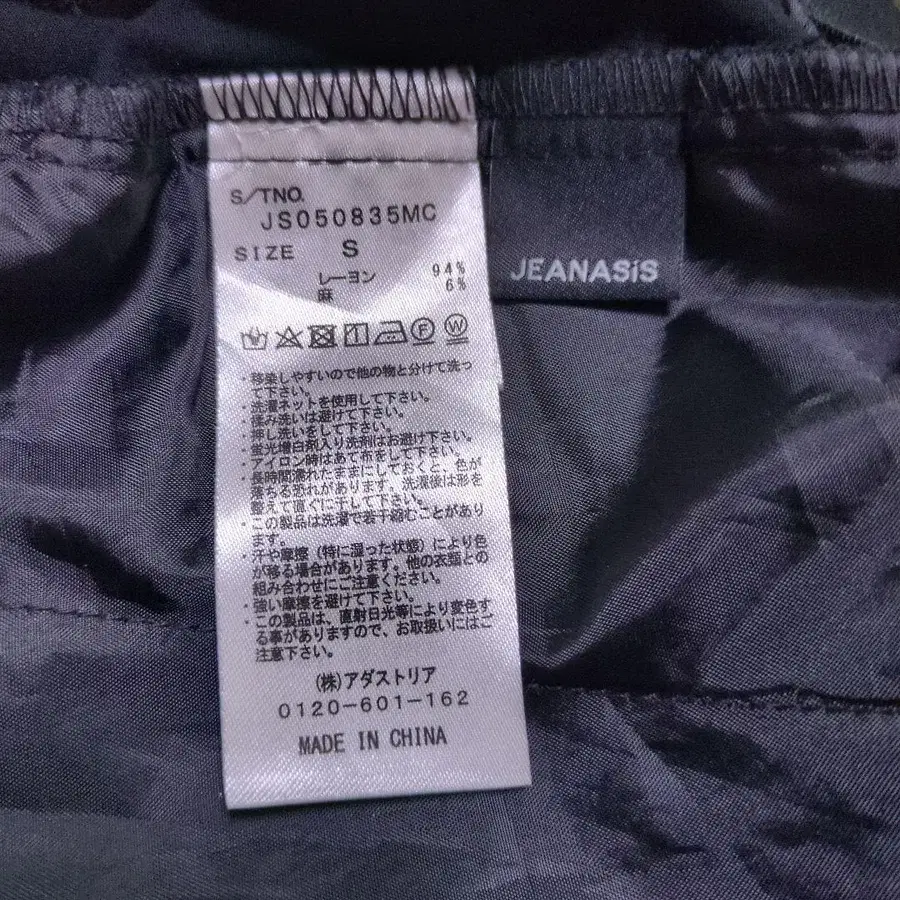 S/TNO.
JS050835MC
SIZE S
レーヨン 94%
麻 6%
F W
・移染しやすいので他の物と分けて洗っ
て下さい。
・洗濯ネットを使用して下さい。
・揉み洗いは避けて下さい。
・押し洗いをして下さい。
・蛍光増白剤入り洗剤はお避け下さい。
・アイロン時はあて布をして下さい。
・長時間濡れたままにしておくと、色が
落ちる恐れがあります。洗濯後は形を
整えて直ぐに干して下さい。
・この製品は洗濯で若干縮むことがあり
ます。
・汗や摩擦（特に湿った状態）により色
が移る場合があります。他の衣類との
組み合わせにご注意ください。
・強い摩擦を避けて下さい。
・この製品は、直射日光等により変色す
る事がありますので、お取扱いにはご
注意下さい。
(株)アダストリア
0120-601-162
MADE IN CHINA
JEANASiS